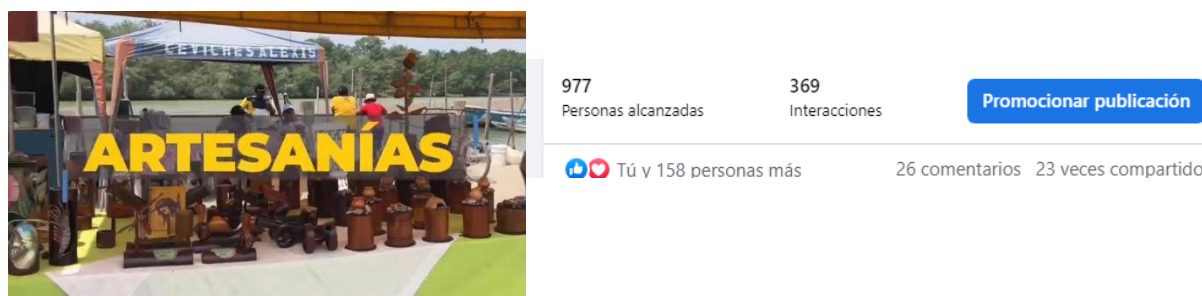 CEVICHES ALEXIS
ARTESANÍAS
977
Personas alcanzadas
369
Interacciones
Promocionar publicación
Tú y 158 personas más
26 comentarios
23 veces compartido